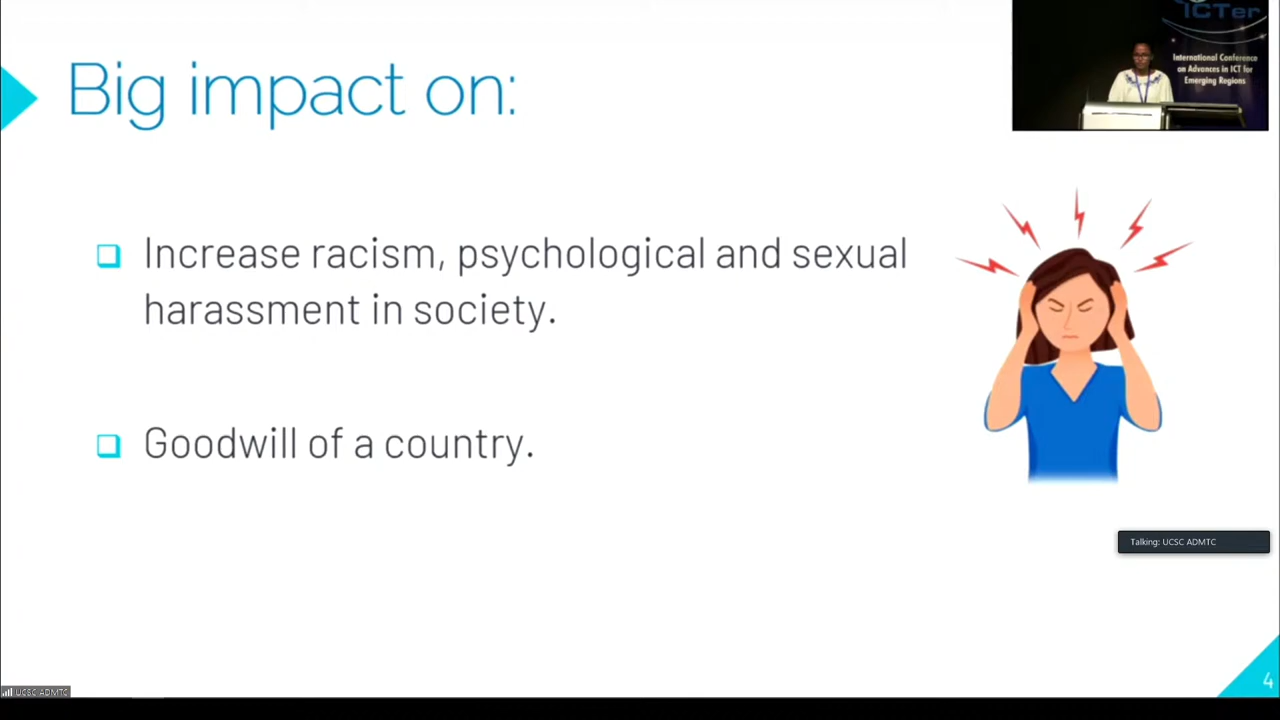 Big impact on:
ICTer
International Conference
on Advances in ICT for
Emerging Regions
Increase racism, psychological and sexual
harassment in society.
Goodwill of a country.
Talking: UCSC ADMTC
4
UCSC ADMTC